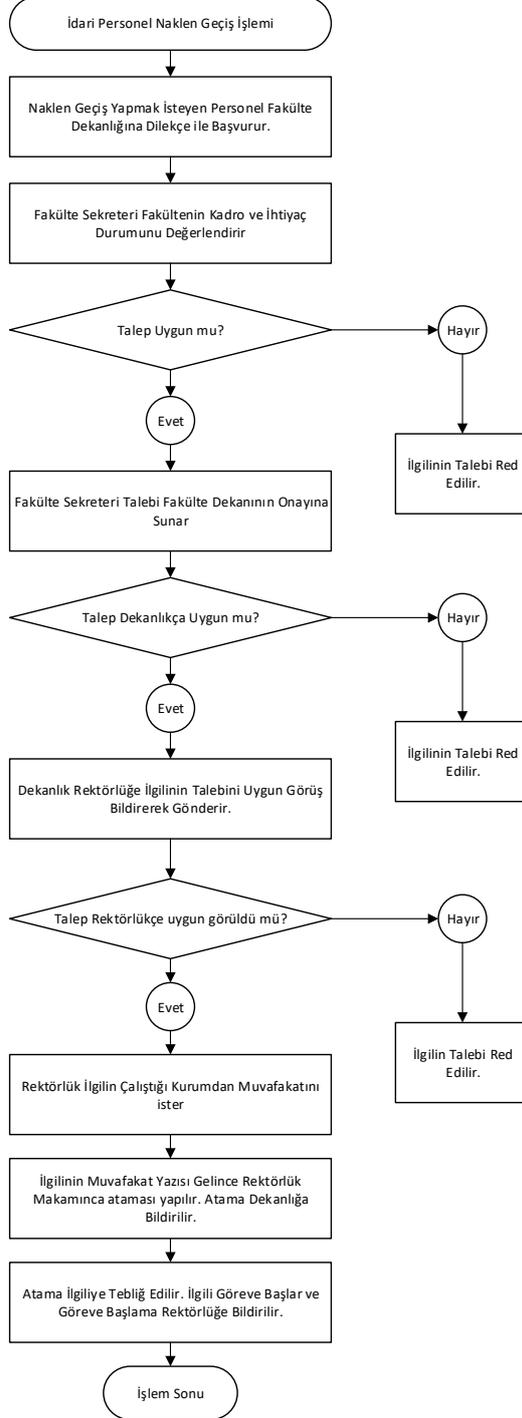 İdari Personel Naklen Geçiş İşlemi
Naklen Geçiş Yapmak İsteyen Personel Fakülte
Dekanlığına Dilekçe ile Başvurur.
Fakülte Sekreteri Fakültenin Kadro ve İhtiyaç
Durumunu Değerlendirir
Talep Uygun mu?
Hayır
Evet
İlgilinin Talebi Red
Edilir.
Fakülte Sekreteri Talebi Fakülte Dekanının Onayına
Sunar
Talep Dekanlıkça Uygun mu?
Hayır
Evet
İlgilinin Talebi Red
Edilir.
Dekanlık Rektörlüğe İlgilinin Talebini Uygun Görüş
Bildirerek Gönderir.
Talep Rektörlükçe uygun görüldü mü?
Hayır
Evet
İlgilin Talebi Red
Edilir.
Rektörlük İlgilin Çalıştığı Kurumdan Muvafakatını
ister
İlgilinin Muvafakat Yazısı Gelince Rektörlük
Makamınca ataması yapılır. Atama Dekanlığa
Bildirilir.
Atama İlgiliye Tebliğ Edilir. İlgili Göreve Başlar ve
Göreve Başlama Rektörlüğe Bildirilir.
İşlem Sonu